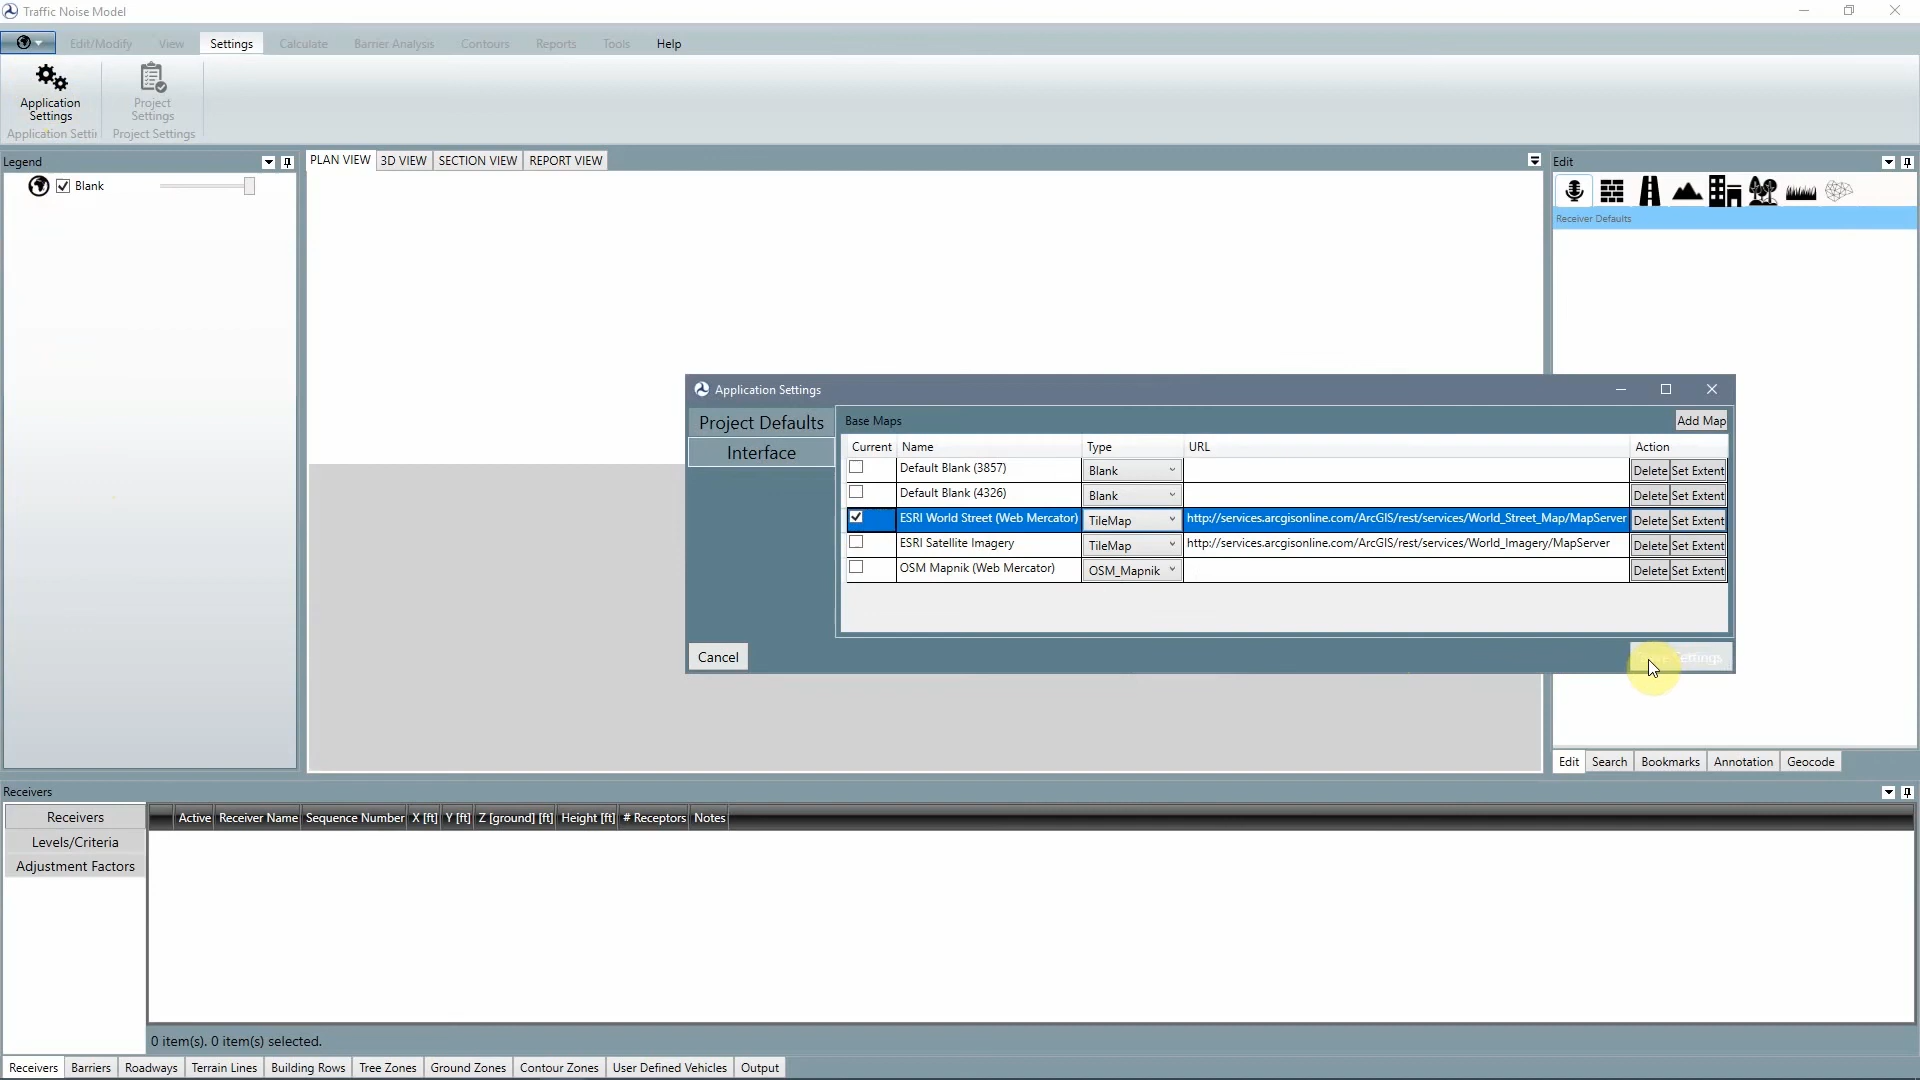 Traffic Noise Model
Edit/Modify View Settings Calculate Barrier Analysis Contours Reports Tools Help
Application Settings
Project Settings
Application Setti
Project Settings
Legend
Blank
PLAN VIEW 3D VIEW SECTION VIEW REPORT VIEW
Edit
Receiver Defaults
Application Settings
Project Defaults
Interface
Base Maps
Add Map
Current Name Type URL Action
Default Blank (3857) Blank Delete Set Extent
Default Blank (4326) Blank Delete Set Extent
ESRI World Street (Web Mercator) TileMap http://services.arcgisonline.com/ArcGIS/rest/services/World_Street_Map/MapServer Delete Set Extent
ESRI Satellite Imagery TileMap http://services.arcgisonline.com/ArcGIS/rest/services/World_Imagery/MapServer Delete Set Extent
OSM Mapnik (Web Mercator) OSM_Mapnik Delete Set Extent
Cancel
Settings
Edit Search Bookmarks Annotation Geocode
Receivers
Receivers
Levels/Criteria
Adjustment Factors
Active Receiver Name Sequence Number X [ft] Y [ft] Z [ground] [ft] Height [ft] # Receptors Notes
0 item(s). 0 item(s) selected.
Receivers Barriers Roadways Terrain Lines Building Rows Tree Zones Ground Zones Contour Zones User Defined Vehicles Output